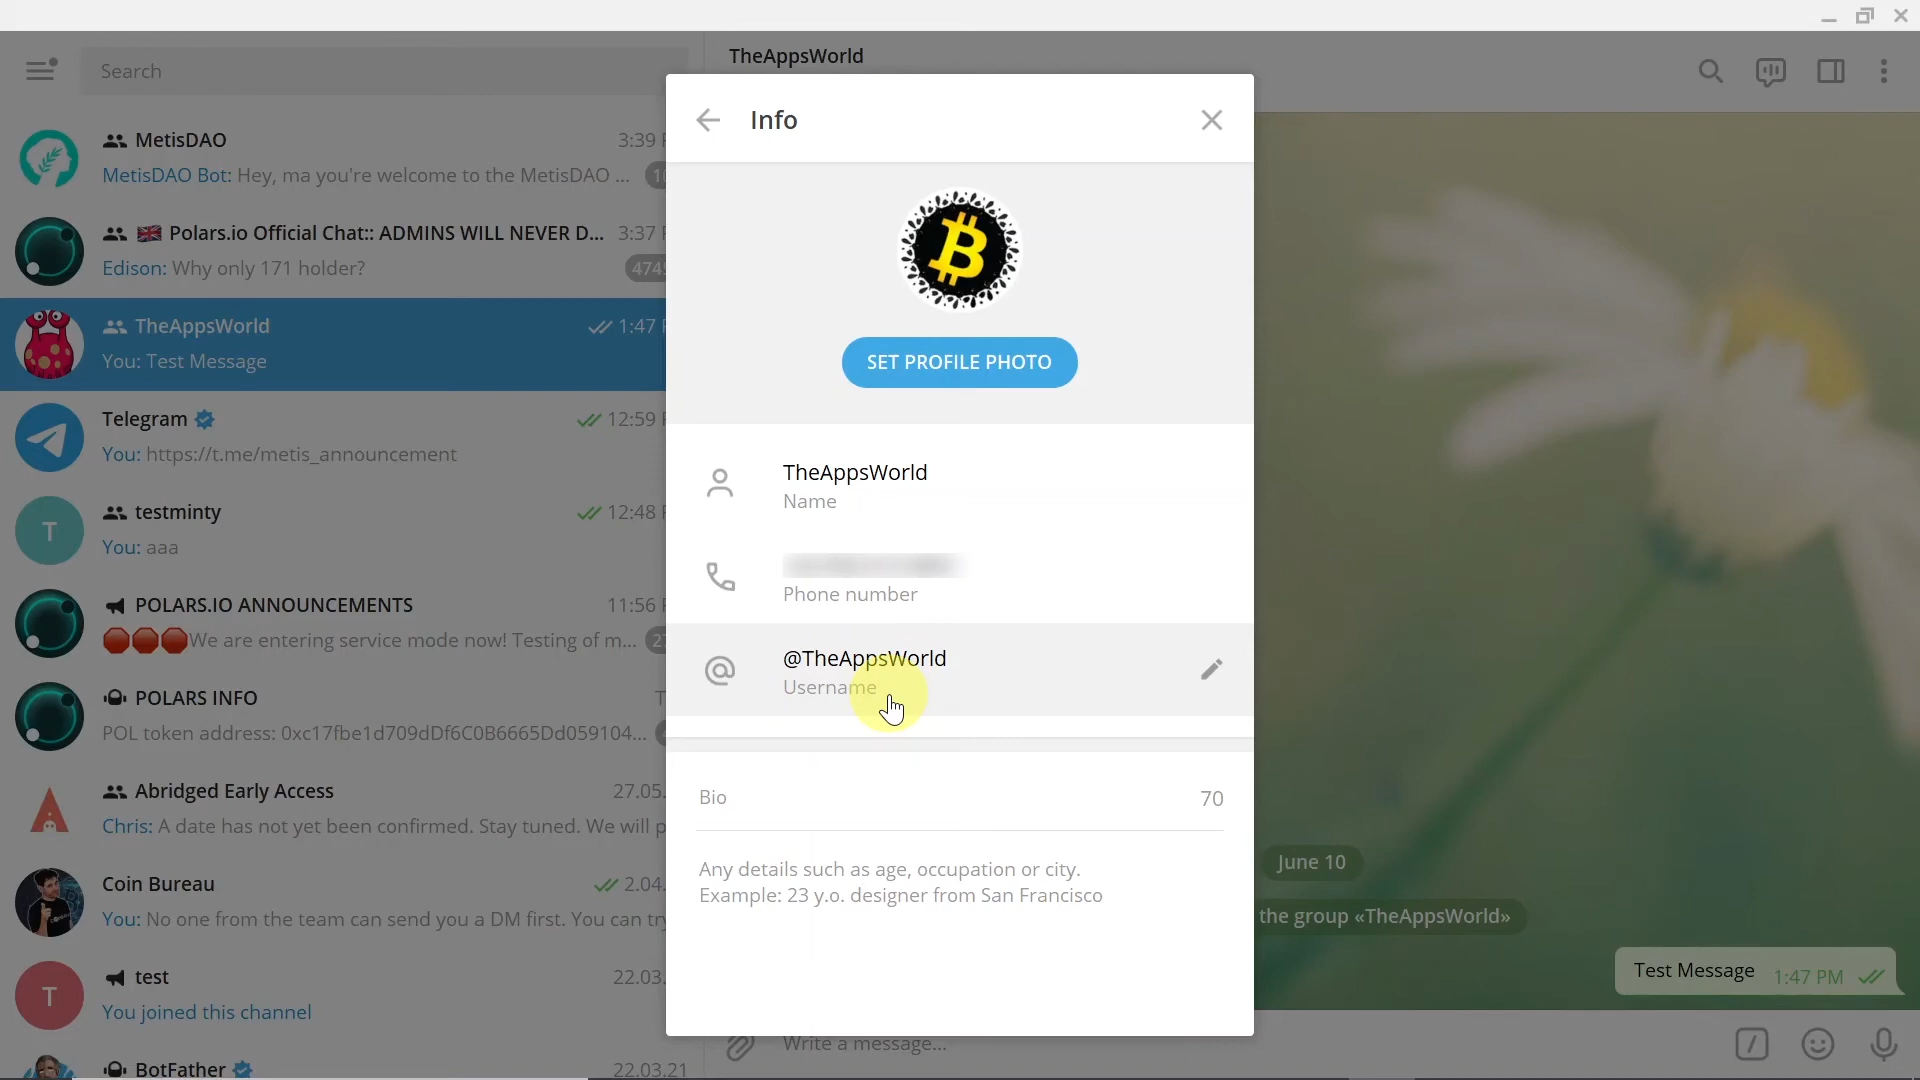 Search
MetisDAO
3:39
MetisDAO Bot: Hey, ma you're welcome to the MetisDAO ...
🇬🇧 Polars.io Official Chat:: ADMINS WILL NEVER D...
3:37
Edison: Why only 171 holder?
4745
TheAppsWorld
1:47
You: Test Message
Telegram
12:59
You: https://t.me/metis_announcement
T
testminty
12:48
You: aaa
POLARS.IO ANNOUNCEMENTS
11:56
🛑🛑🛑We are entering service mode now! Testing of m...
POLARS INFO
POL token address: 0xc17fbe1d709dDf6C0B6665Dd059104...
Abridged Early Access
27.05.
Chris: A date has not yet been confirmed. Stay tuned. We will
Coin Bureau
2.04.
You: No one from the team can send you a DM first. You can try
T
test
22.03.
You joined this channel
BotFather
22.03.21
TheAppsWorld
Info
SET PROFILE PHOTO
TheAppsWorld
Name
Phone number
@TheAppsWorld
Username
Bio
70
Any details such as age, occupation or city.
Example: 23 y.o. designer from San Francisco
June 10
the group «TheAppsWorld»
Test Message
1:47 PM
Write a message...